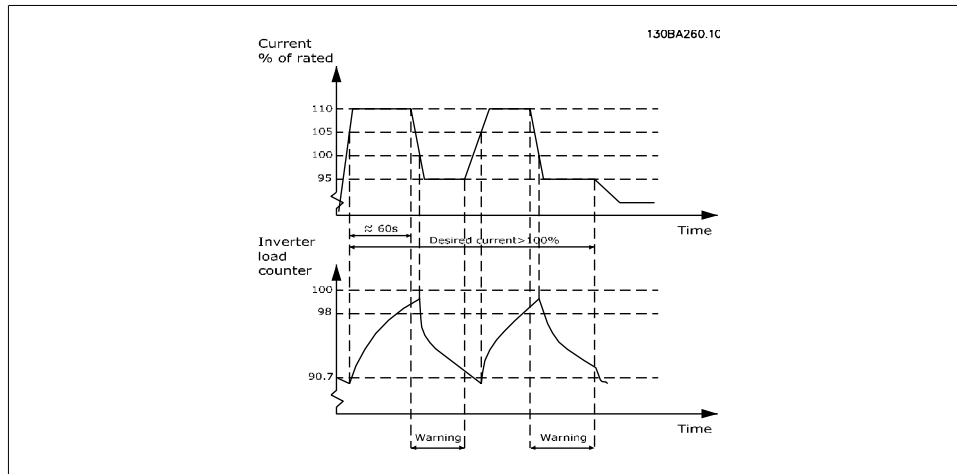 130BA260.10
Current
% of rated
110
105
100
95
Time
≈ 60s
Desired current>100%
Inverter
load
counter
100
98
90.7
Time
Warning
Warning